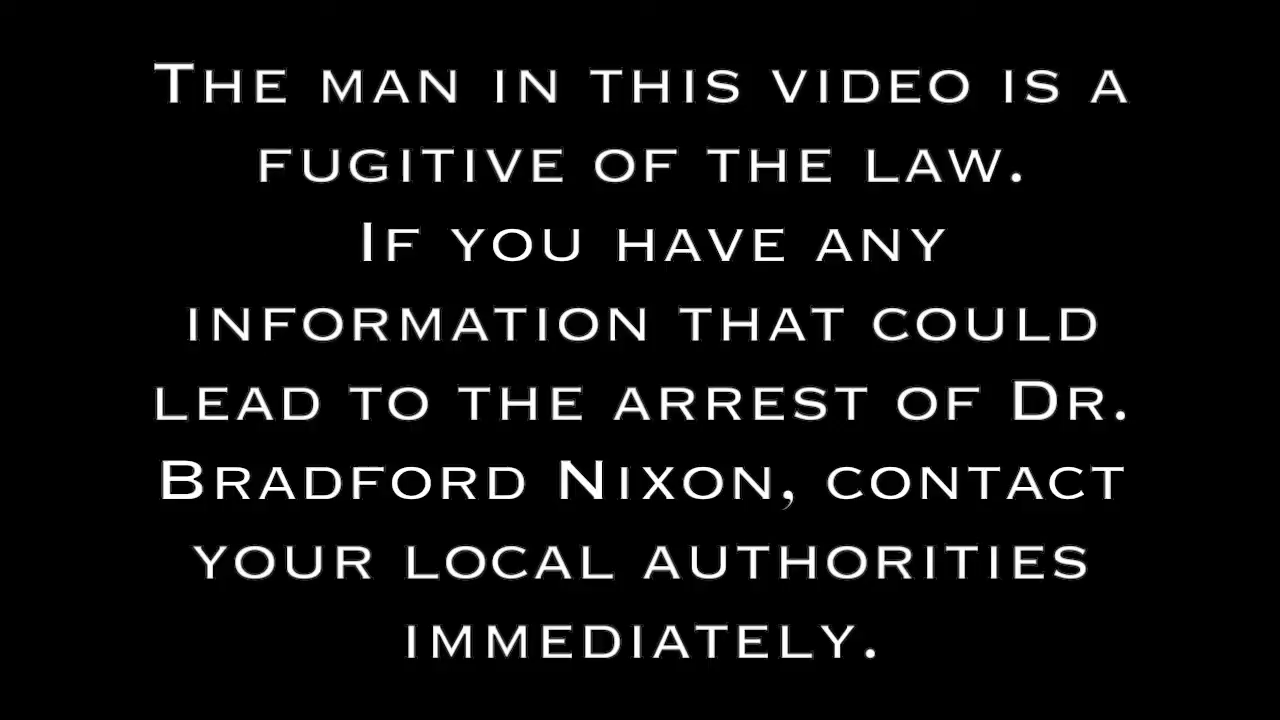 The man in this video is a
fugitive of the law.
If you have any
information that could
lead to the arrest of Dr.
Bradford Nixon, contact
your local authorities
immediately.